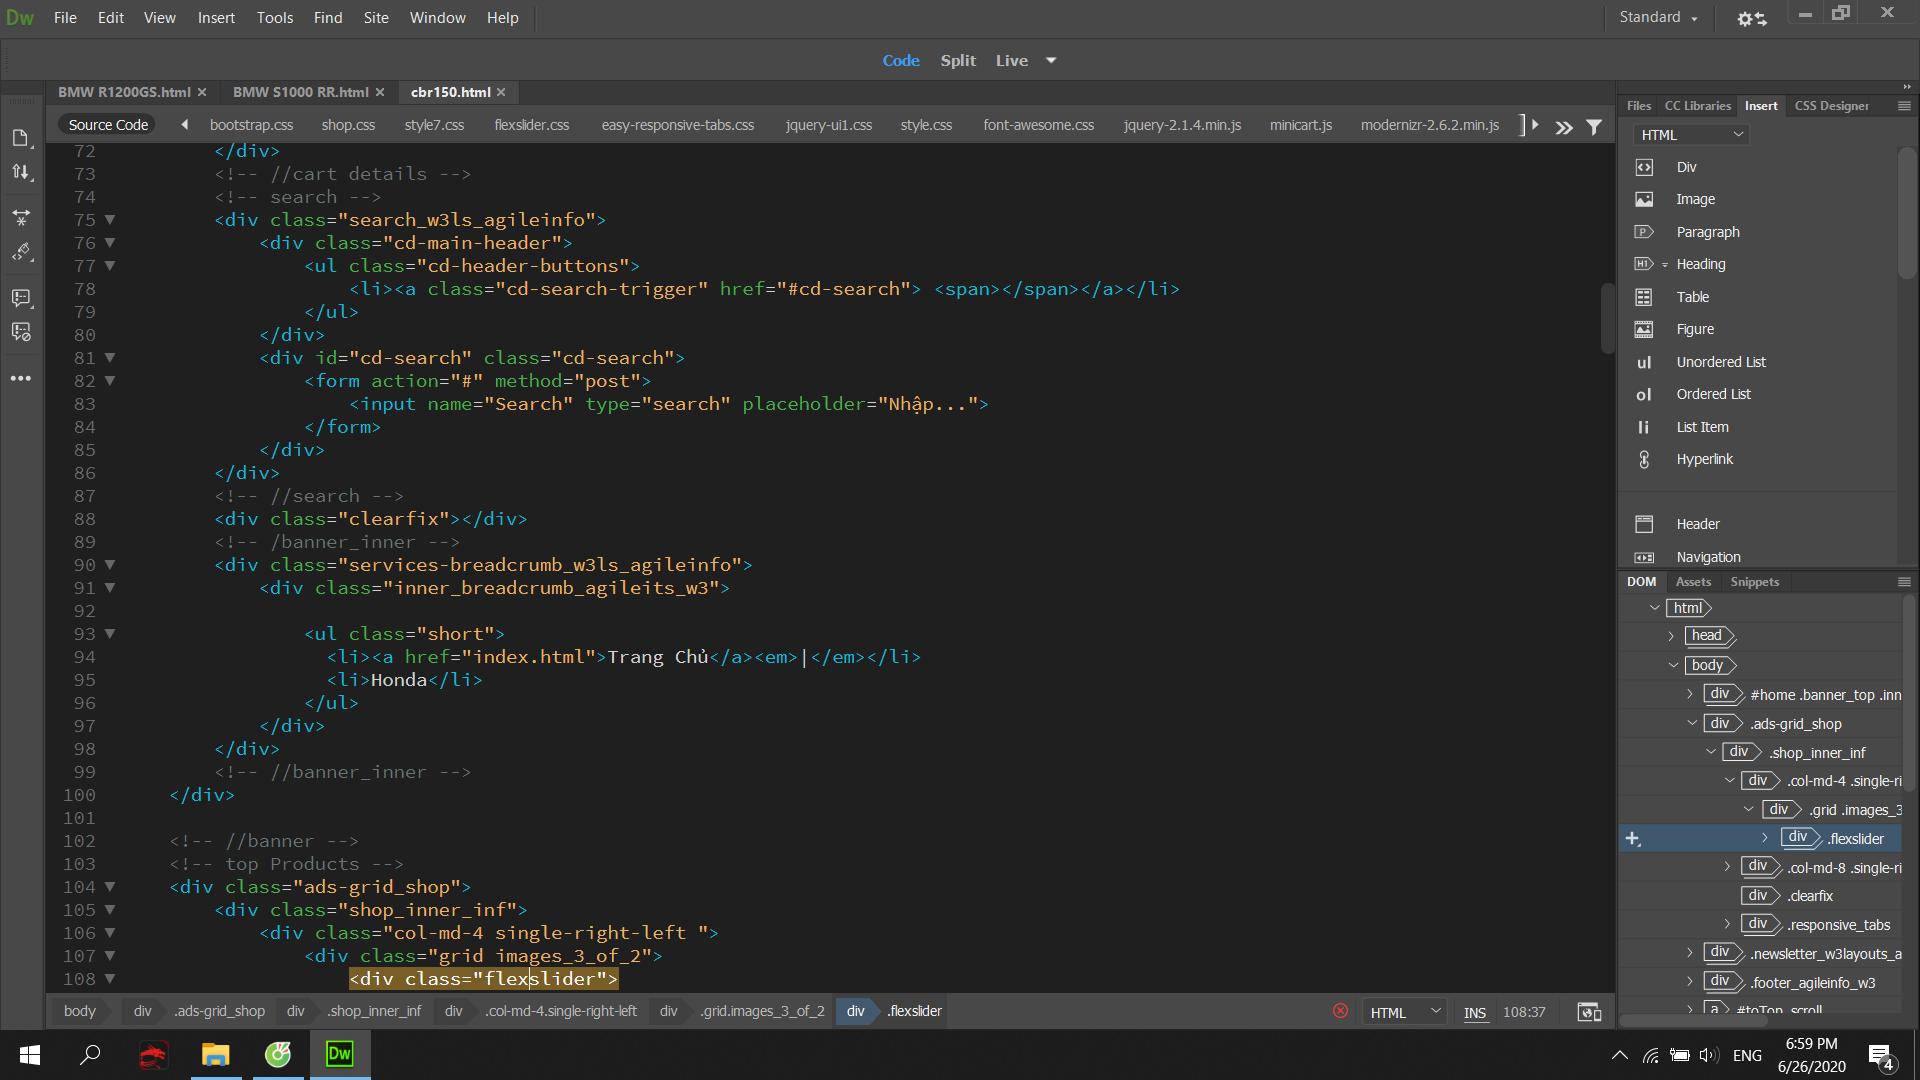 Dw File Edit View Insert Tools Find Site Window Help Standard
Code Split Live
BMW R1200GS.html BMW S1000 RR.html cbr150.html
Source Code bootstrap.css shop.css style7.css flexslider.css easy-responsive-tabs.css jquery-ui1.css style.css font-awesome.css jquery-2.1.4.min.js minicart.js modernizr-2.6.2.min.js
72 </div>
73 <!-- //cart details -->
74 <!-- search -->
75 <div class="search_w3ls_agileinfo">
76 <div class="cd-main-header">
77 <ul class="cd-header-buttons">
78 <li><a class="cd-search-trigger" href="#cd-search"> <span></span></a></li>
79 </ul>
80 </div>
81 <div id="cd-search" class="cd-search">
82 <form action="#" method="post">
83 <input name="Search" type="search" placeholder="Nhập...">
84 </form>
85 </div>
86 </div>
87 <!-- //search -->
88 <div class="clearfix"></div>
89 <!-- /banner_inner -->
90 <div class="services-breadcrumb_w3ls_agileinfo">
91 <div class="inner_breadcrumb_agileits_w3">
92
93 <ul class="short">
94 <li><a href="index.html">Trang Chủ</a><em>|</em></li>
95 <li>Honda</li>
96 </ul>
97 </div>
98 </div>
99 <!-- //banner_inner -->
100 </div>
101
102 <!-- //banner -->
103 <!-- top Products -->
104 <div class="ads-grid_shop">
105 <div class="shop_inner_inf">
106 <div class="col-md-4 single-right-left ">
107 <div class="grid images_3_of_2">
108 <div class="flexslider">
body div .ads-grid_shop div .shop_inner_inf div .col-md-4.single-right-left div .grid.images_3_of_2 div .flexslider HTML INS 108:37
Files CC Libraries Insert CSS Designer
HTML
Div
Image
Paragraph
H1 Heading
Table
Figure
ul Unordered List
ol Ordered List
li List Item
Hyperlink
Header
Navigation
DOM Assets Snippets
html
head
body
div #home .banner_top .inn
div .ads-grid_shop
div .shop_inner_inf
div .col-md-4 .single-ri
div .grid .images_3
div .flexslider
div .col-md-8 .single-ri
div .clearfix
div .responsive_tabs
div .newsletter_w3layouts_a
div .footer_agileinfo_w3
a #toTop .scroll
Dw ENG 6:59 PM
6/26/2020 4